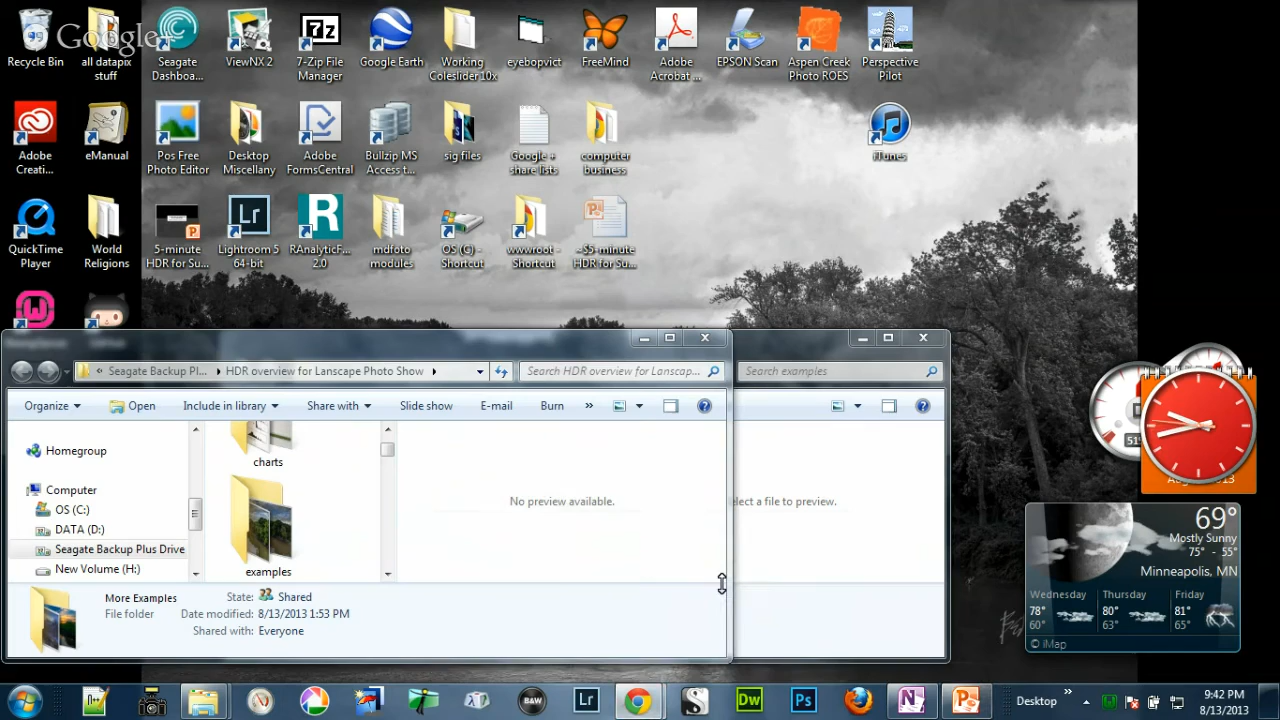 Google+
Recycle Bin
all datapix
stuff
Seagate
Dashboa...
ViewNX 2
7-Zip File
Manager
Google Earth
Working
Coleslider10x
eyebopvict
FreeMind
Adobe
Acrobat ...
EPSON Scan
Aspen Creek
Photo ROES
Perspective
Pilot
Adobe
Creati...
eManual
Pos Free
Photo Editor
Desktop
Miscellany
Adobe
FormsCentral
Bullzip MS
Access t...
sig files
Google +
share lists
computer
business
iTunes
QuickTime
Player
World
Religions
5-minute
HDR for Su...
Lightroom 5
64-bit
RAnalyticF...
2.0
mdfoto
modules
OS (C) -
Shortcut
wwwroot -
Shortcut
~$5-minute
HDR for Su...
« Seagate Backup Pl... HDR overview for Lanscape Photo Show
Search HDR overview for Lanscap...
Search examples
Organize
Open
Include in library
Share with
Slide show
E-mail
Burn
»
Homegroup
Computer
OS (C:)
DATA (D:)
Seagate Backup Plus Drive
New Volume (H:)
charts
examples
No preview available.
elect a file to preview.
More Examples
File folder
State: Shared
Date modified: 8/13/2013 1:53 PM
Shared with: Everyone
69°
Mostly Sunny
75° - 55°
Minneapolis, MN
Wednesday Thursday Friday
78° 80° 81°
60° 63° 65°
© iMap
7z
Lr
R
B&W
Lr
S
Dw
Ps
N
P
Desktop
»
9:42 PM
8/13/2013